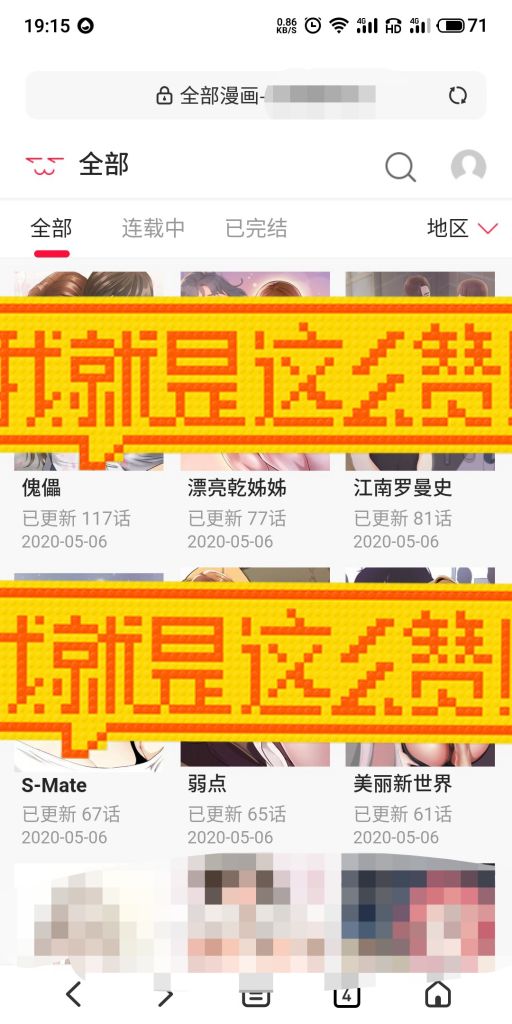 19:15 0.86 KB/S 4G HD 4G 71
全部漫画-
全部
全部 连载中 已完结 地区
我就是这么赞!
傀儡 漂亮乾姊姊 江南罗曼史
已更新 117话 已更新 77话 已更新 81话
2020-05-06 2020-05-06 2020-05-06
我就是这么赞!
S-Mate 弱点 美丽新世界
已更新 67话 已更新 65话 已更新 61话
2020-05-06 2020-05-06 2020-05-06
4